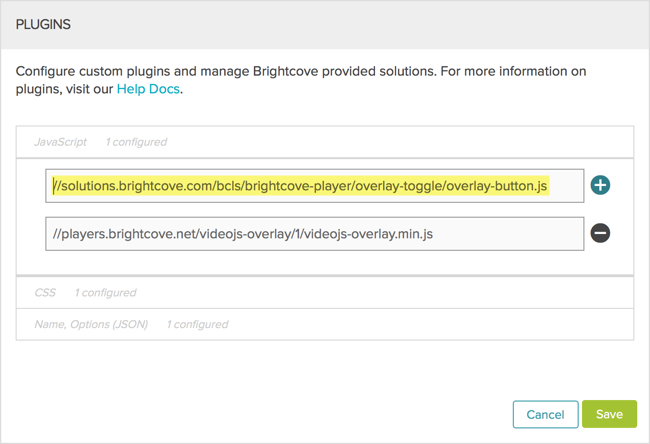 PLUGINS
Configure custom plugins and manage Brightcove provided solutions. For more information on
plugins, visit our Help Docs.
JavaScript 1 configured
//solutions.brightcove.com/bcls/brightcove-player/overlay-toggle/overlay-button.js
//players.brightcove.net/videojs-overlay/1/videojs-overlay.min.js
CSS 1 configured
Name, Options (JSON) 1 configured
Cancel Save